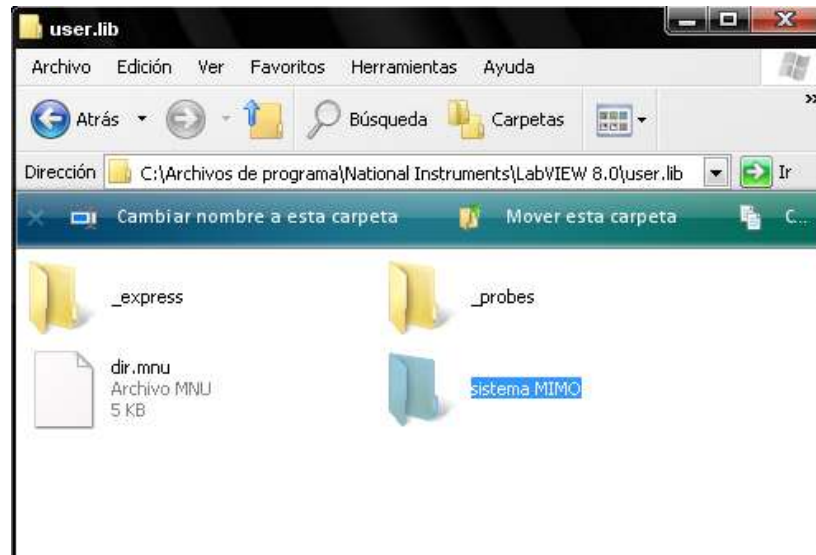 user.lib
Archivo Edición Ver Favoritos Herramientas Ayuda
Atrás Búsqueda Carpetas »
Dirección C:\Archivos de programa\National Instruments\LabVIEW 8.0\user.lib Ir
Cambiar nombre a esta carpeta Mover esta carpeta C...
_express _probes
dir.mnu
Archivo MNU sistema MIMO
5 KB